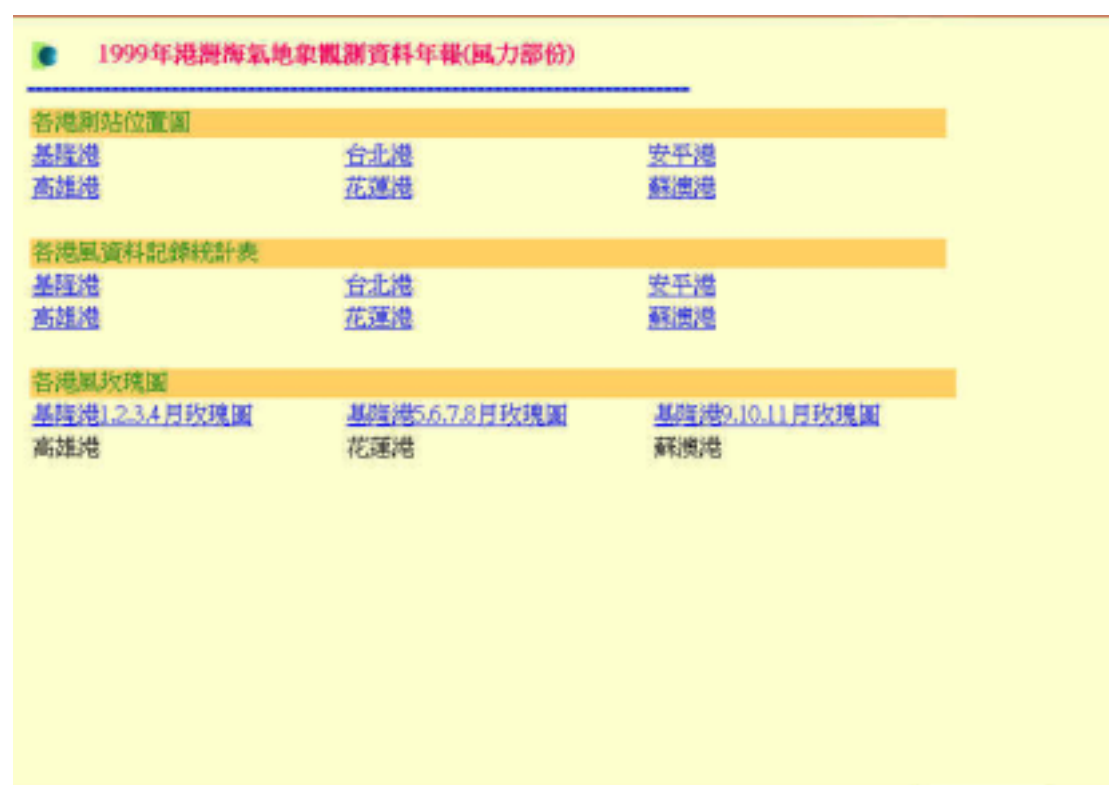 1999年港灣海氣地象觀測資料年報(風力部份)
各港測站位置圖
基隆港 台北港 安平港
高雄港 花蓮港 蘇澳港
各港風資料記錄統計表
基隆港 台北港 安平港
高雄港 花蓮港 蘇澳港
各港風玫瑰圖
基隆港1.2.3.4月玫瑰圖 基隆港5.6.7.8月玫瑰圖 基隆港9.10.11月玫瑰圖
高雄港 花蓮港 蘇澳港